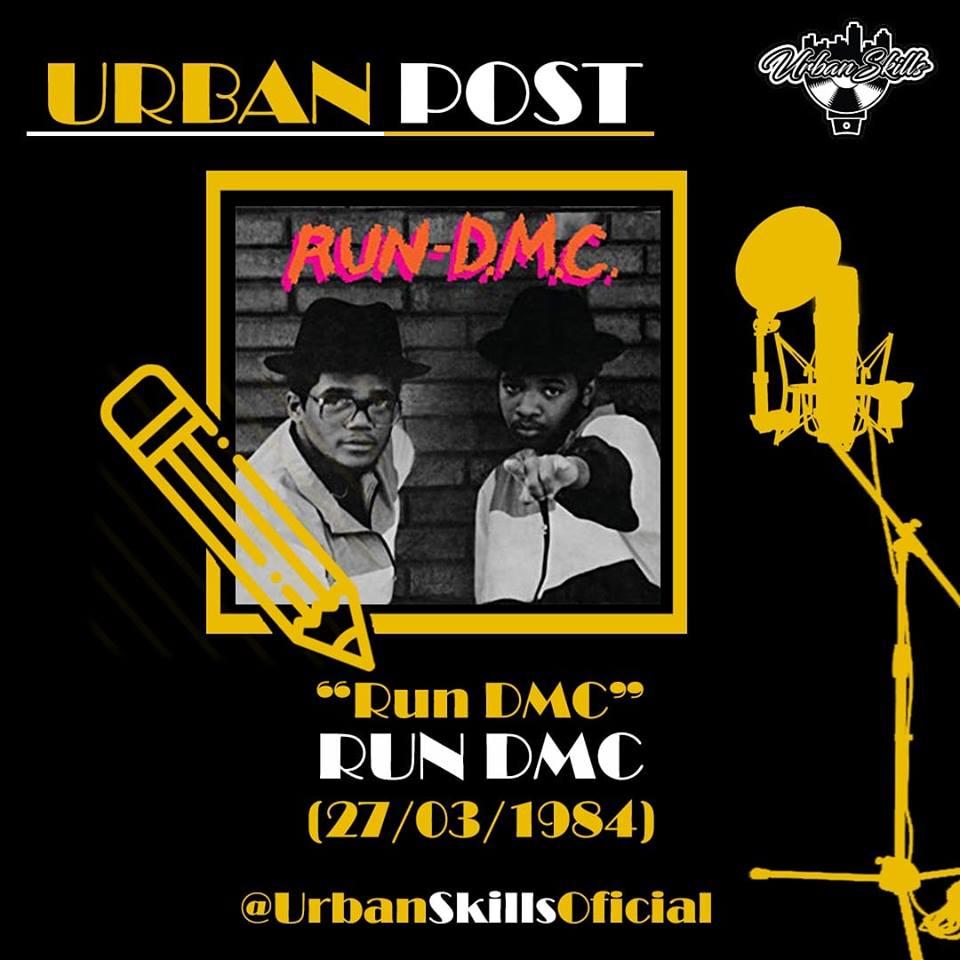 URBAN POST
Urban Skills
RUN-D.M.C.
“Run DMC”
RUN DMC
(27/03/1984)
@UrbanSkillsOficial